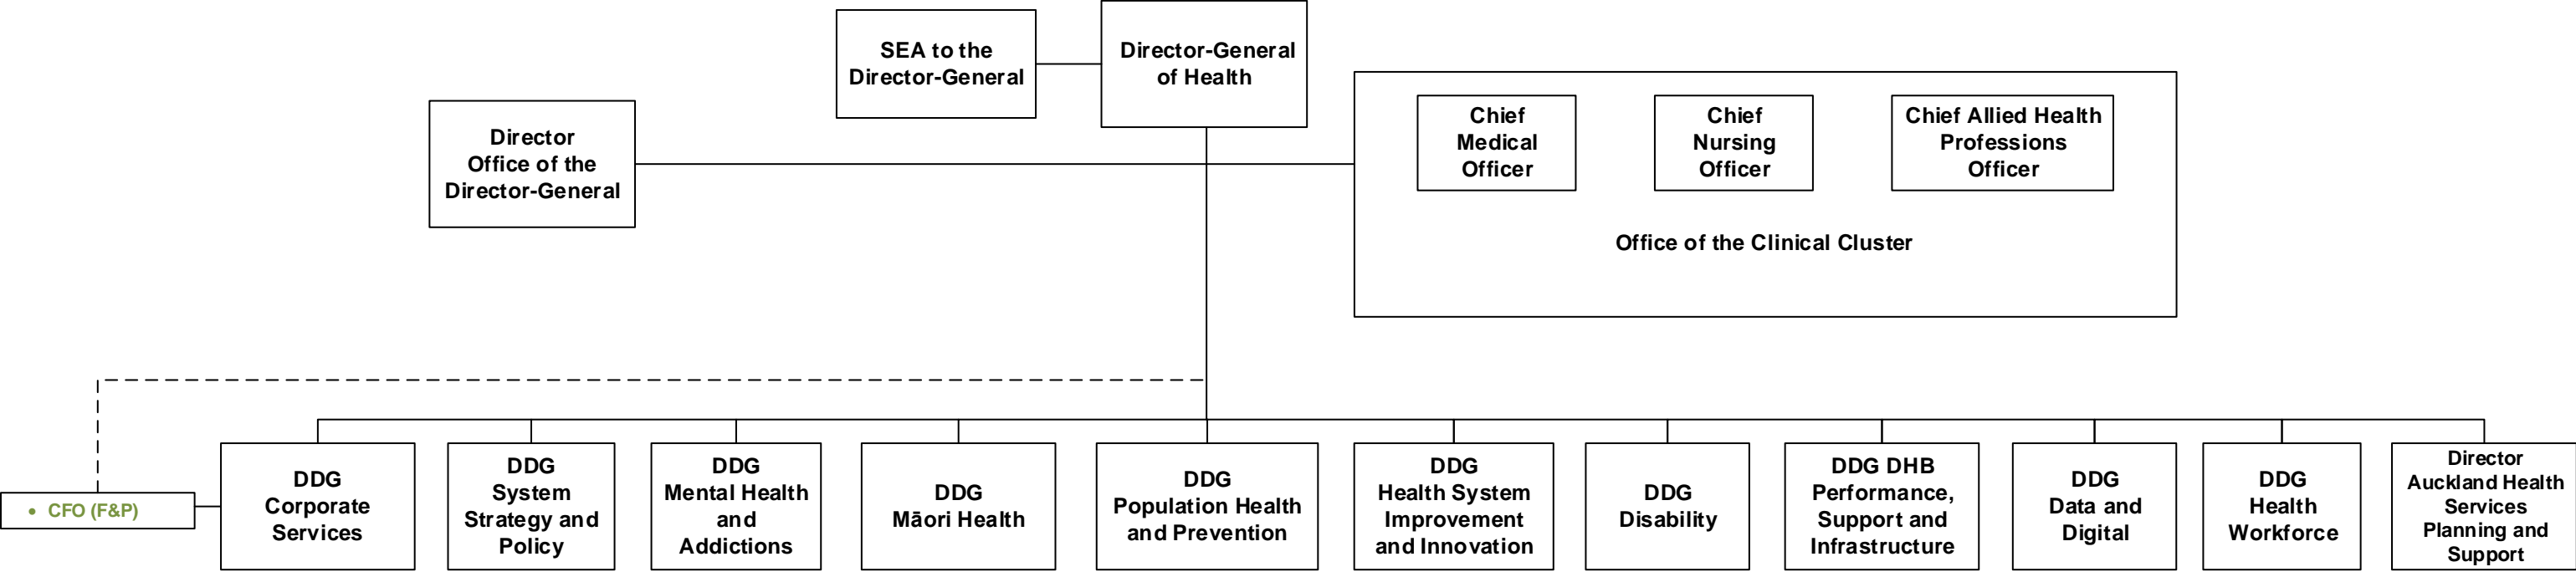 SEA to the
Director-General
Director-General
of Health
Director
Office of the
Director-General
Chief
Medical
Officer
Chief
Nursing
Officer
Chief Allied Health
Professions
Officer
Office of the Clinical Cluster
• CFO (F&P)
DDG
Corporate
Services
DDG
System
Strategy and
Policy
DDG
Mental Health
and
Addictions
DDG
Māori Health
DDG
Population Health
and Prevention
DDG
Health System
Improvement
and Innovation
DDG
Disability
DDG DHB
Performance,
Support and
Infrastructure
DDG
Data and
Digital
DDG
Health
Workforce
Director
Auckland Health
Services
Planning and
Support